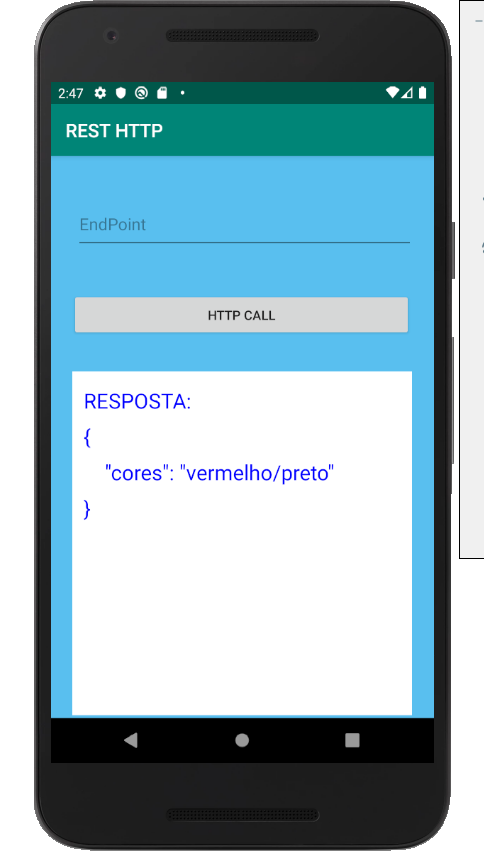 2:47
REST HTTP
EndPoint
HTTP CALL
RESPOSTA:
{
"cores": "vermelho/preto"
}